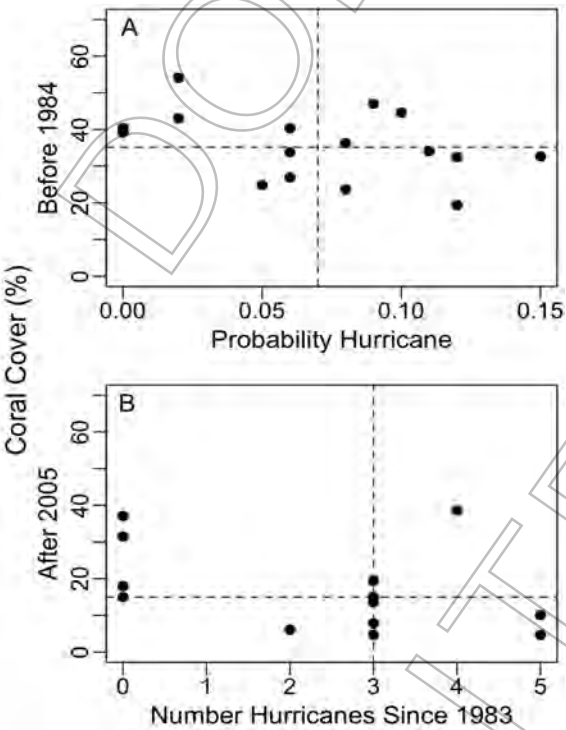 A
60
40
20
0
Before 1984
0.00 0.05 0.10 0.15
Probability Hurricane
Coral Cover (%)
B
60
40
20
0
After 2005
0 1 2 3 4 5
Number Hurricanes Since 1983